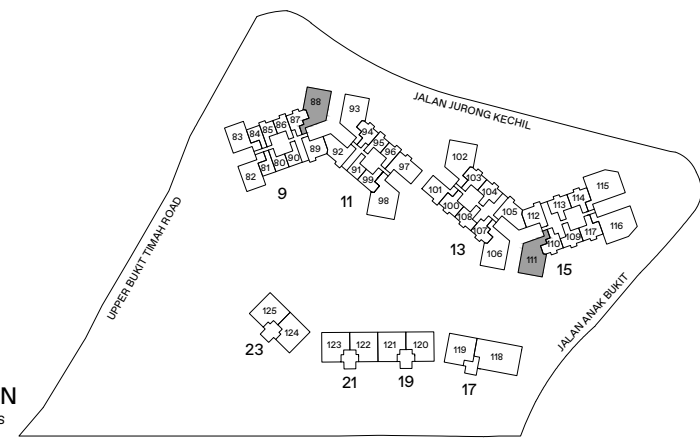 JALAN JURONG KECHIL
UPPER BUKIT TIMAH ROAD
JALAN ANAK BUKIT
83 84 85 86 87 88
82 81 80 90 89
9
93 94 95 96 97
92 91 99 98
11
102 103 104 105
101 100 108 107 106
13
112 113 114 115
111 110 109 117 116
15
125
124
23
123 122
21
121 120
19
119 118
17
N
S